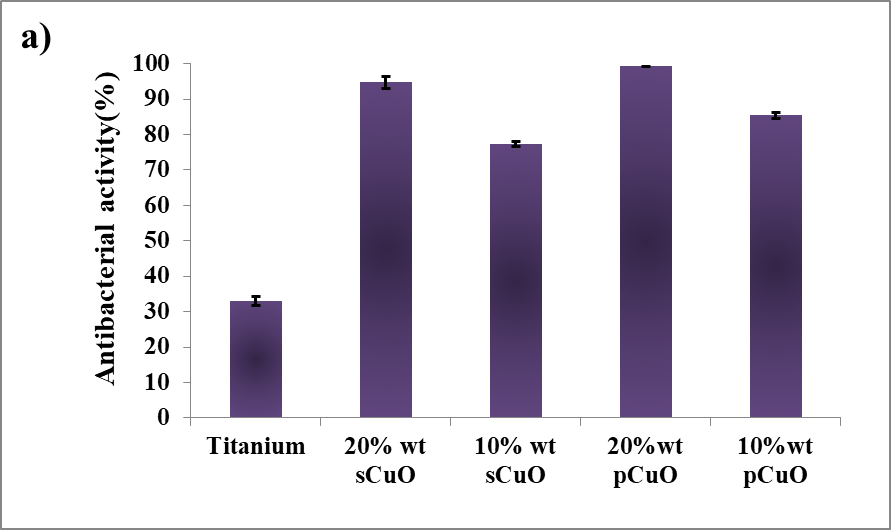 a)
Antibacterial activity(%)
100
90
80
70
60
50
40
30
20
10
0
Titanium
20% wt
sCuO
10% wt
sCuO
20%wt
pCuO
10%wt
pCuO